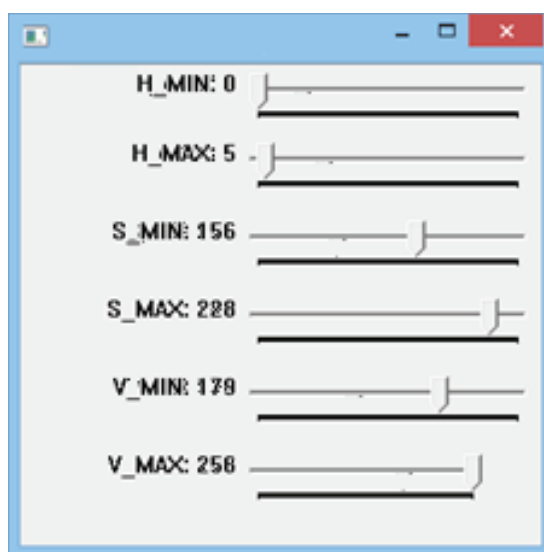 H_MIN: 0
H_MAX: 5
S_MIN: 156
S_MAX: 228
V_MIN: 179
V_MAX: 256